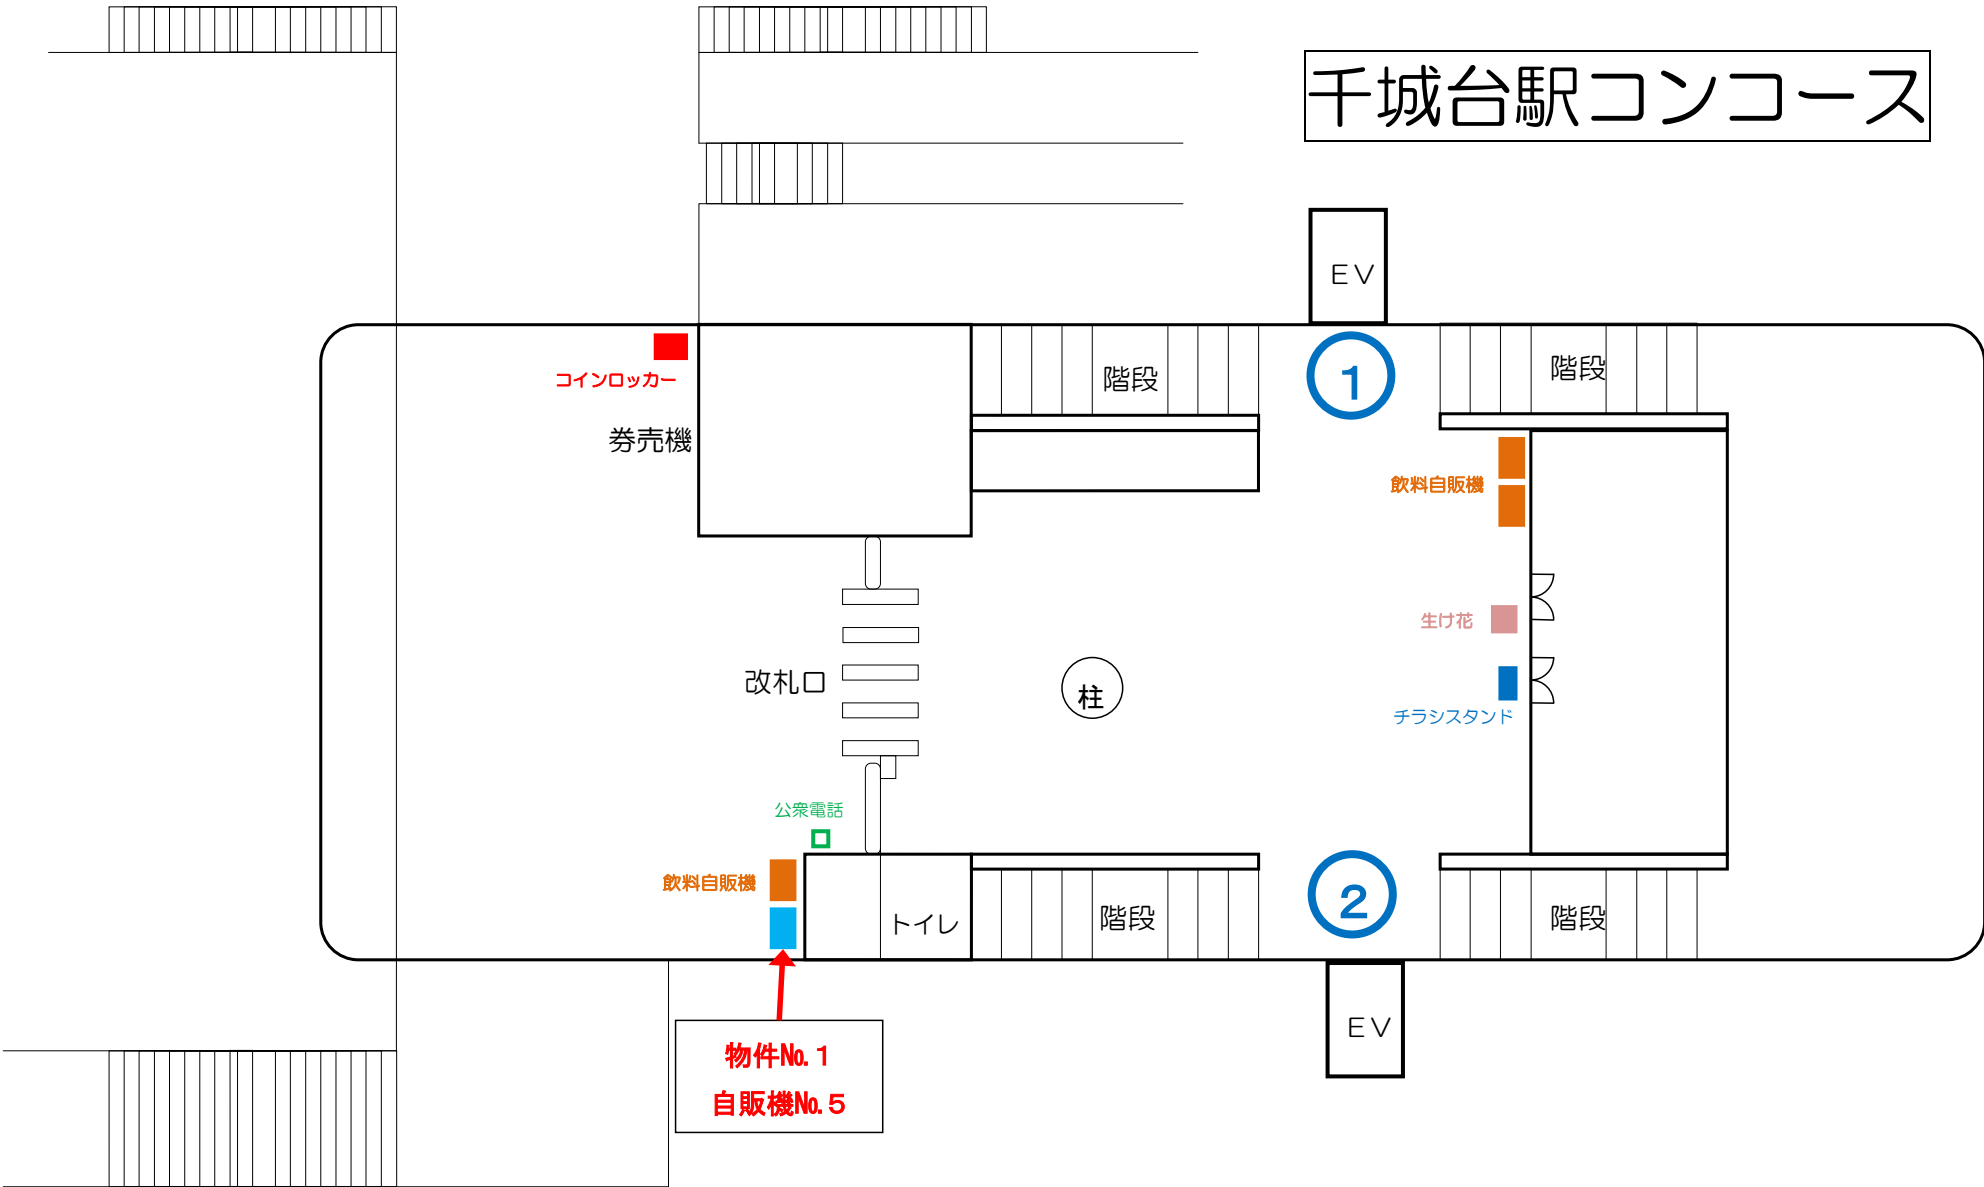 千城台駅コンコース
EV
1
コインロッカー
階段
階段
券売機
飲料自販機
生け花
改札口
柱
チラシスタンド
公衆電話
飲料自販機
トイレ
階段
2
階段
EV
物件№1
自販機№5